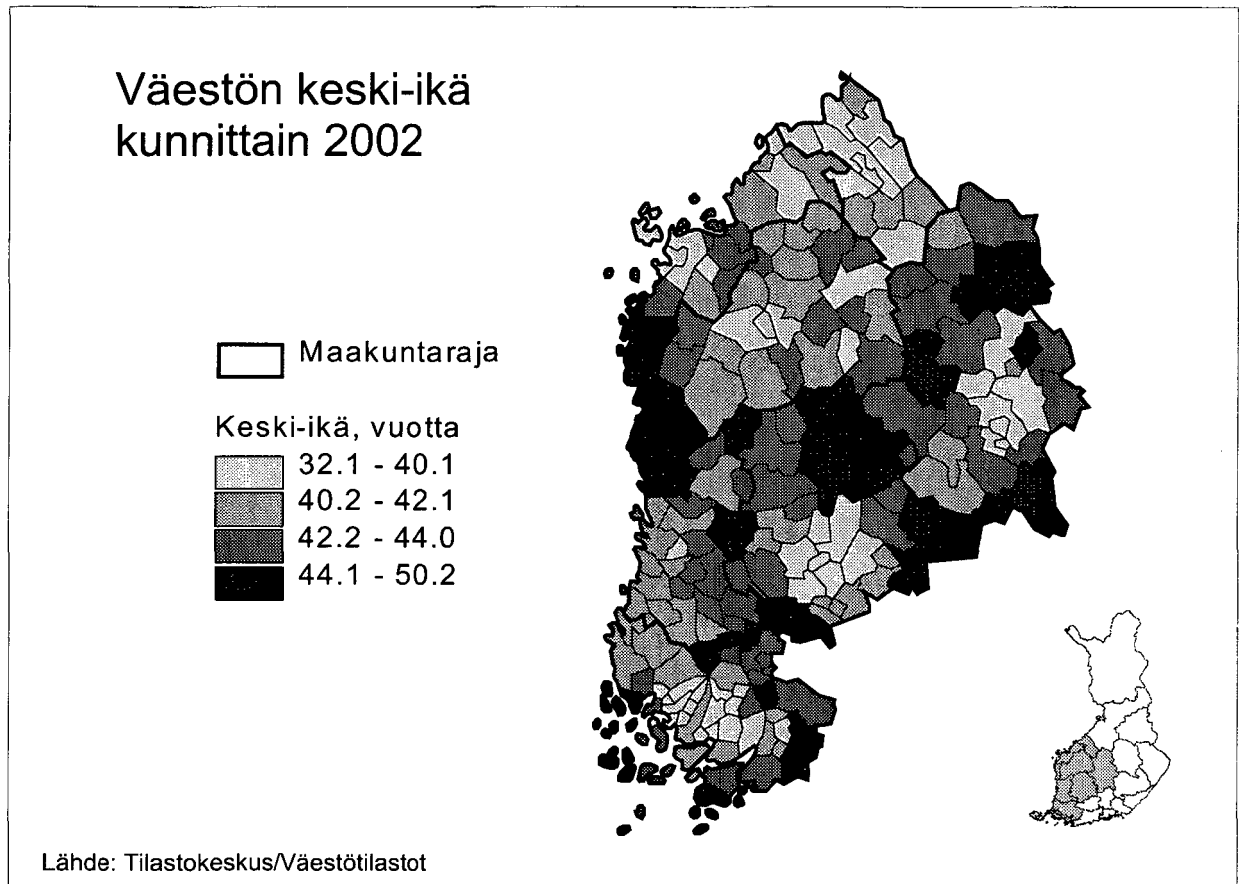 Väestön keski-ikä
kunnittain 2002
Maakuntaraja
Keski-ikä, vuotta
32.1 - 40.1
40.2 - 42.1
42.2 - 44.0
44.1 - 50.2
Lähde: Tilastokeskus/Väestötilastot